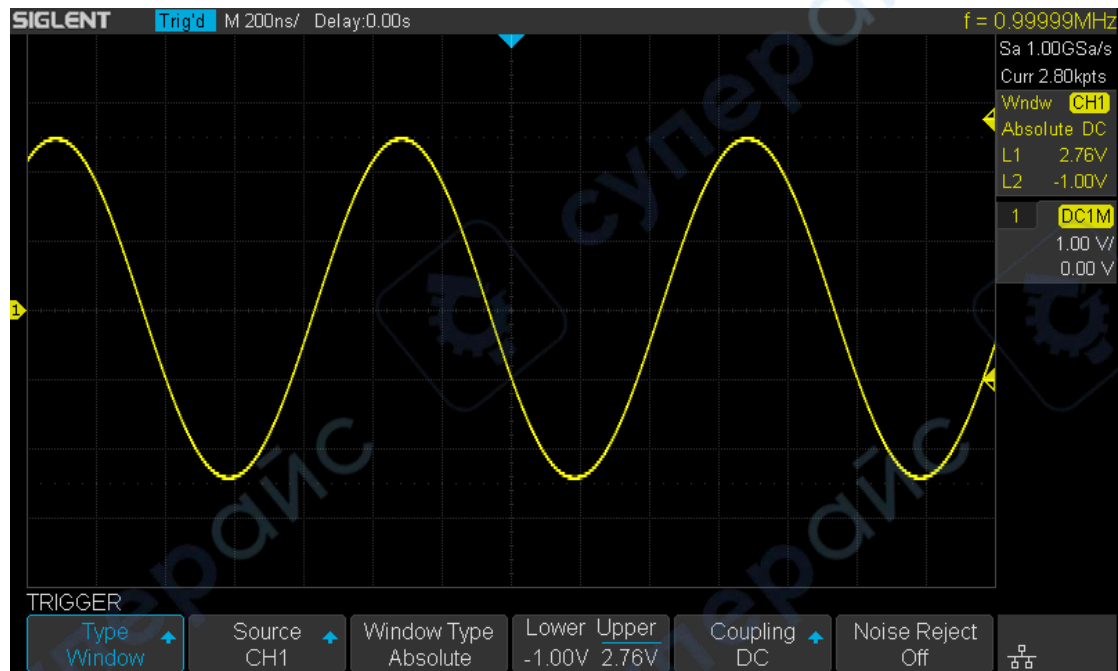 SIGLENT Trig'd M 200ns/ Delay:0.00s f = 0.99999MHz
Sa 1.00GSa/s
Curr 2.80kpts
Wndw CH1
Absolute DC
L1 2.76V
L2 -1.00V
1 DC1M
1.00 V/
0.00 V
1
суперайс
суперайс
суперайс
TRIGGER
Type Source Window Type Lower Upper Coupling Noise Reject
Window CH1 Absolute -1.00V 2.76V DC Off